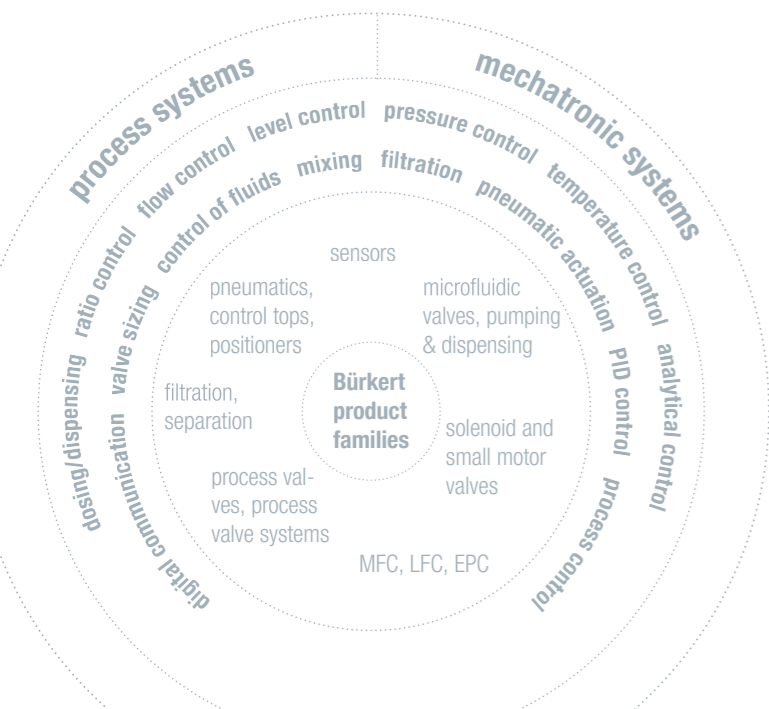 process systems
mechatronic systems
dosing/dispensing ratio control flow control level control pressure control temperature control analytical control
digital communication valve sizing control of fluids mixing filtration pneumatic actuation PID control process control
sensors
pneumatics,
control tops,
positioners
microfluidic
valves, pumping
& dispensing
filtration,
separation
Bürkert
product
families
solenoid and
small motor
valves
process val-
ves, process
valve systems
MFC, LFC, EPC